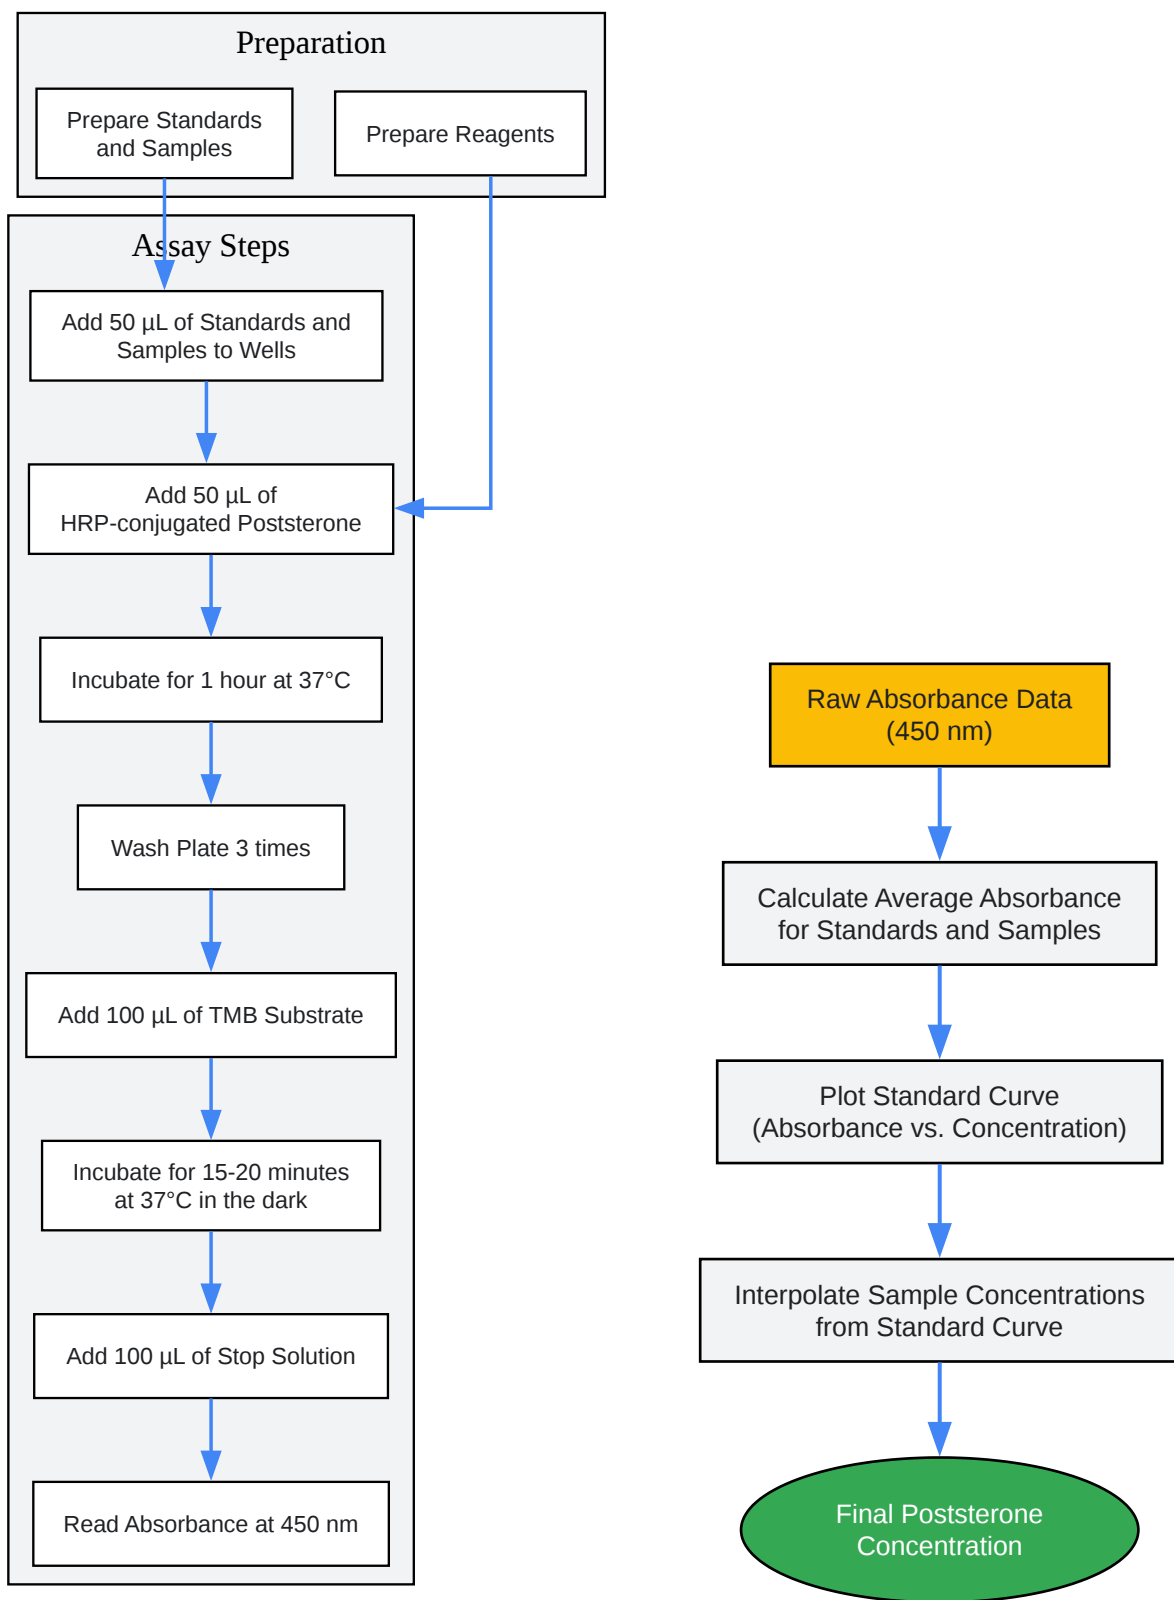 Preparation
Prepare Standards
and Samples
Prepare Reagents
Assay Steps
Add 50 µL of Standards and
Samples to Wells
Add 50 µL of
HRP-conjugated Poststerone
Incubate for 1 hour at 37°C
Wash Plate 3 times
Add 100 µL of TMB Substrate
Incubate for 15-20 minutes
at 37°C in the dark
Add 100 µL of Stop Solution
Read Absorbance at 450 nm
Raw Absorbance Data
(450 nm)
Calculate Average Absorbance
for Standards and Samples
Plot Standard Curve
(Absorbance vs. Concentration)
Interpolate Sample Concentrations
from Standard Curve
Final Poststerone
Concentration